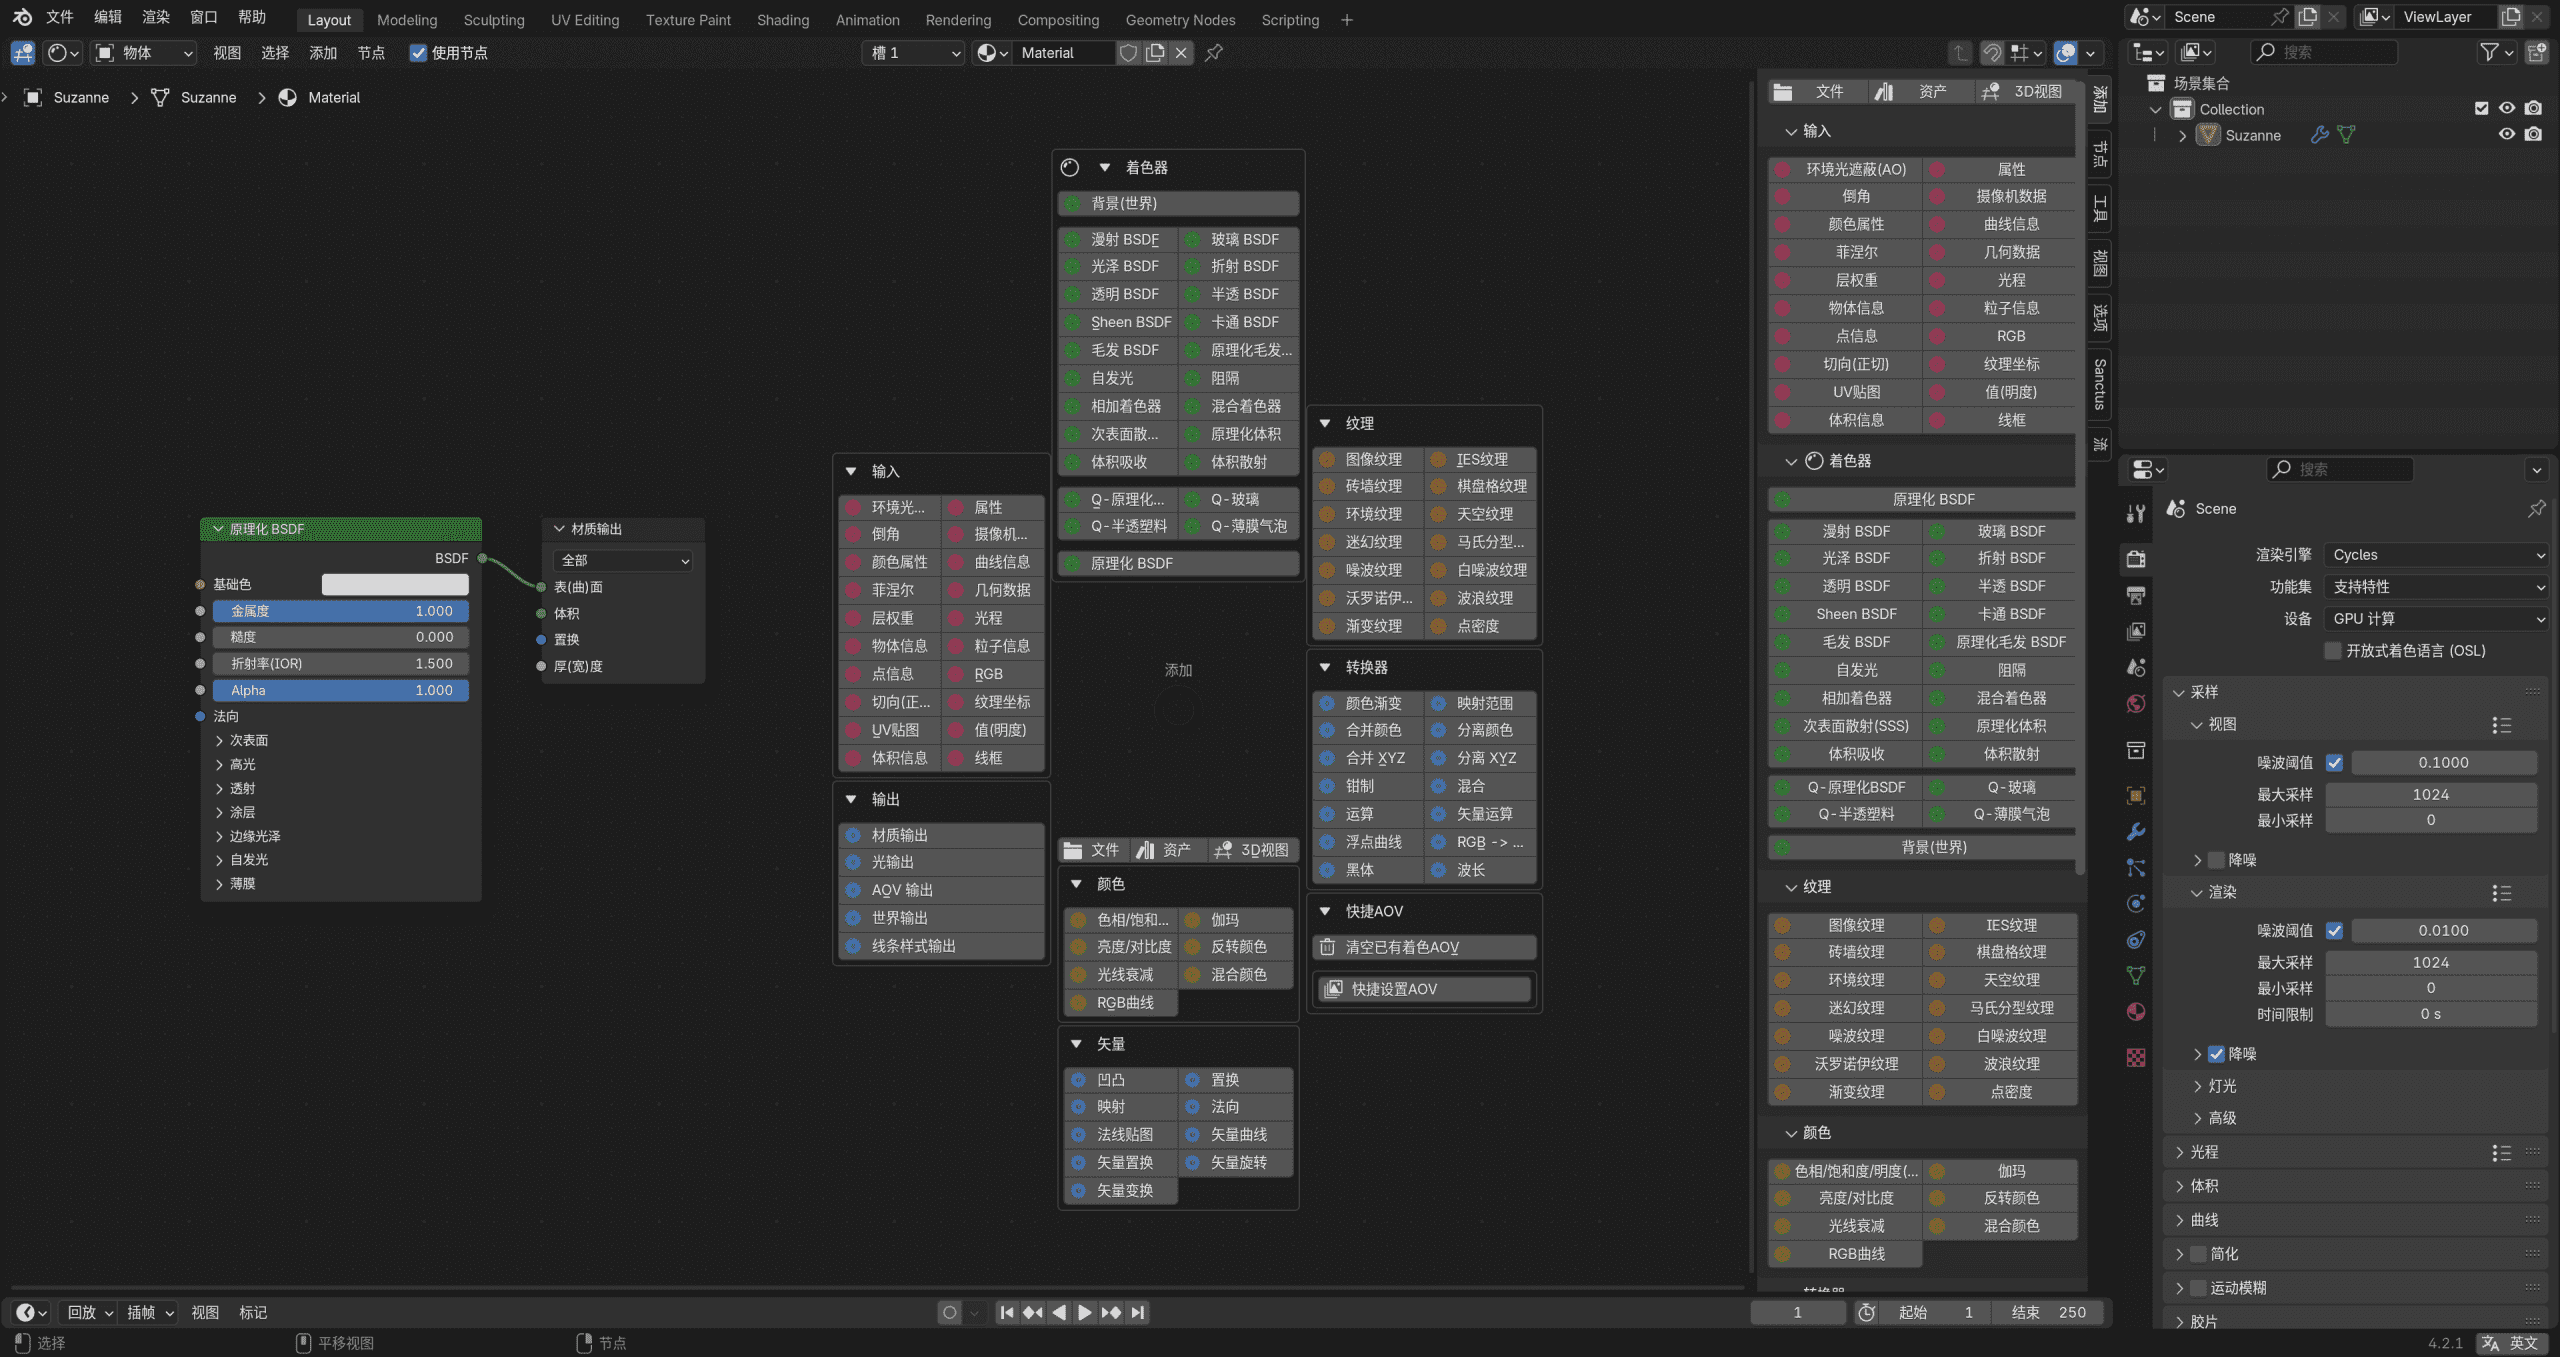 文件 编辑 渲染 窗口 帮助 Layout Modeling Sculpting UV Editing Texture Paint Shading Animation Rendering Compositing Geometry Nodes Scripting + Scene ViewLayer
物体 视图 选择 添加 节点 使用节点 槽 1 Material 搜索
Suzanne > Suzanne > Material
着色器
背景(世界)
漫射 BSDF 玻璃 BSDF
光泽 BSDF 折射 BSDF
透明 BSDF 半透 BSDF
Sheen BSDF 卡通 BSDF
毛发 BSDF 原理化毛发...
自发光 阻隔
相加着色器 混合着色器
次表面散... 原理化体积
体积吸收 体积散射
Q-原理化... Q-玻璃
Q-半透塑料 Q-薄膜气泡
原理化 BSDF
原理化 BSDF
BSDF
基础色
金属度 1.000
糙度 0.000
折射率(IOR) 1.500
Alpha 1.000
法向
次表面
高光
透射
涂层
边缘光泽
自发光
薄膜
材质输出
全部
表(曲)面
体积
置换
厚(宽)度
输入
环境光... 属性
倒角 摄像机...
颜色属性 曲线信息
菲涅尔 几何数据
层权重 光程
物体信息 粒子信息
点信息 RGB
切向(正... 纹理坐标
UV贴图 值(明度)
体积信息 线框
输出
材质输出
光输出
AOV 输出
世界输出
线条样式输出
添加
文件 资产 3D视图
颜色
色相/饱和... 伽玛
亮度/对比度 反转颜色
光线衰减 混合颜色
RGB曲线
矢量
凹凸 置换
映射 法向
法线贴图 矢量曲线
矢量置换 矢量旋转
矢量变换
纹理
图像纹理 IES纹理
砖墙纹理 棋盘格纹理
环境纹理 天空纹理
迷幻纹理 马氏分型...
噪波纹理 白噪波纹理
沃罗诺伊... 波浪纹理
渐变纹理 点密度
转换器
颜色渐变 映射范围
合并颜色 分离颜色
合并 XYZ 分离 XYZ
钳制 混合
运算 矢量运算
浮点曲线 RGB -> ...
黑体 波长
快捷AOV
清空已有着色AOV
快捷设置AOV
文件 资产 3D视图
输入
环境光遮蔽(AO) 属性
倒角 摄像机数据
颜色属性 曲线信息
菲涅尔 几何数据
层权重 光程
物体信息 粒子信息
点信息 RGB
切向(正切) 纹理坐标
UV贴图 值(明度)
体积信息 线框
着色器
原理化 BSDF
漫射 BSDF 玻璃 BSDF
光泽 BSDF 折射 BSDF
透明 BSDF 半透 BSDF
Sheen BSDF 卡通 BSDF
毛发 BSDF 原理化毛发 BSDF
自发光 阻隔
相加着色器 混合着色器
次表面散射(SSS) 原理化体积
体积吸收 体积散射
Q-原理化BSDF Q-玻璃
Q-半透塑料 Q-薄膜气泡
背景(世界)
纹理
图像纹理 IES纹理
砖墙纹理 棋盘格纹理
环境纹理 天空纹理
迷幻纹理 马氏分型纹理
噪波纹理 白噪波纹理
沃罗诺伊纹理 波浪纹理
渐变纹理 点密度
颜色
色相/饱和度/明度(... 伽玛
亮度/对比度 反转颜色
光线衰减 混合颜色
RGB曲线
添加
节点
工具
视图
选项
Sanctus
流
场景集合
Collection
Suzanne
搜索
Scene
渲染引擎 Cycles
功能集 支持特性
设备 GPU 计算
开放式着色语言 (OSL)
采样
视图
噪波阈值 0.1000
最大采样 1024
最小采样 0
降噪
渲染
噪波阈值 0.0100
最大采样 1024
最小采样 0
时间限制 0 s
降噪
灯光
高级
光程
体积
曲线
简化
运动模糊
胶片
回放 插帧 视图 标记 1 起始 1 结束 250
选择 平移视图 节点 4.2.1 英文